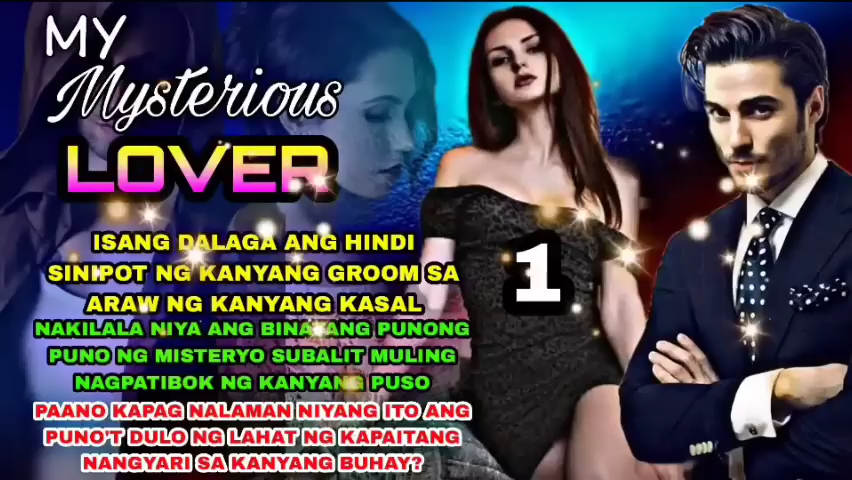 MY
Mysterious
LOVER
1
ISANG DALAGA ANG HINDI
SINIPOT NG KANYANG GROOM SA
ARAW NG KANYANG KASAL
NAKILALA NIYA ANG BINATANG PUNONG
PUNO NG MISTERYO SUBALIT MULING
NAGPATIBOK NG KANYANG PUSO
PAANO KAPAG NALAMAN NIYANG ITO ANG
PUNO'T DULO NG LAHAT NG KAPAITANG
NANGYARI SA KANYANG BUHAY?